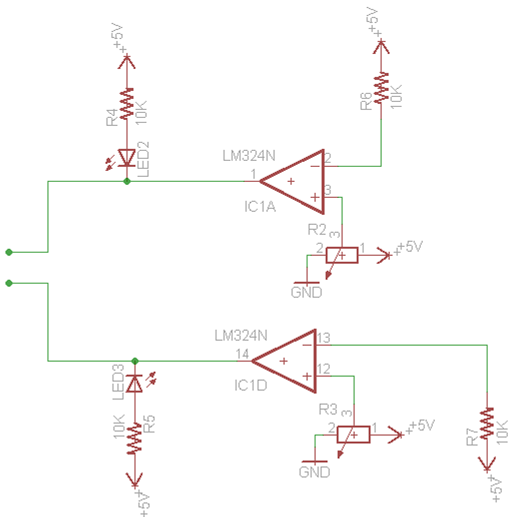 +5V
+5V
R4
10K
R6
10K
LED2
LM324N
1
2
3
IC1A
R2
3
2
1
+5V
GND
LM324N
14
13
12
IC1D
LED3
R3
3
2
1
+5V
GND
10K
R5
R7
10K
+5V
+5V